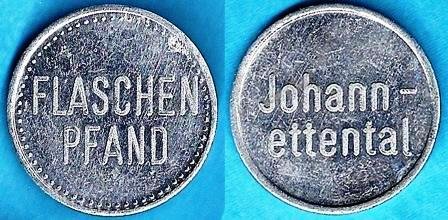 FLASCHEN
PFAND
Johann-
ettental